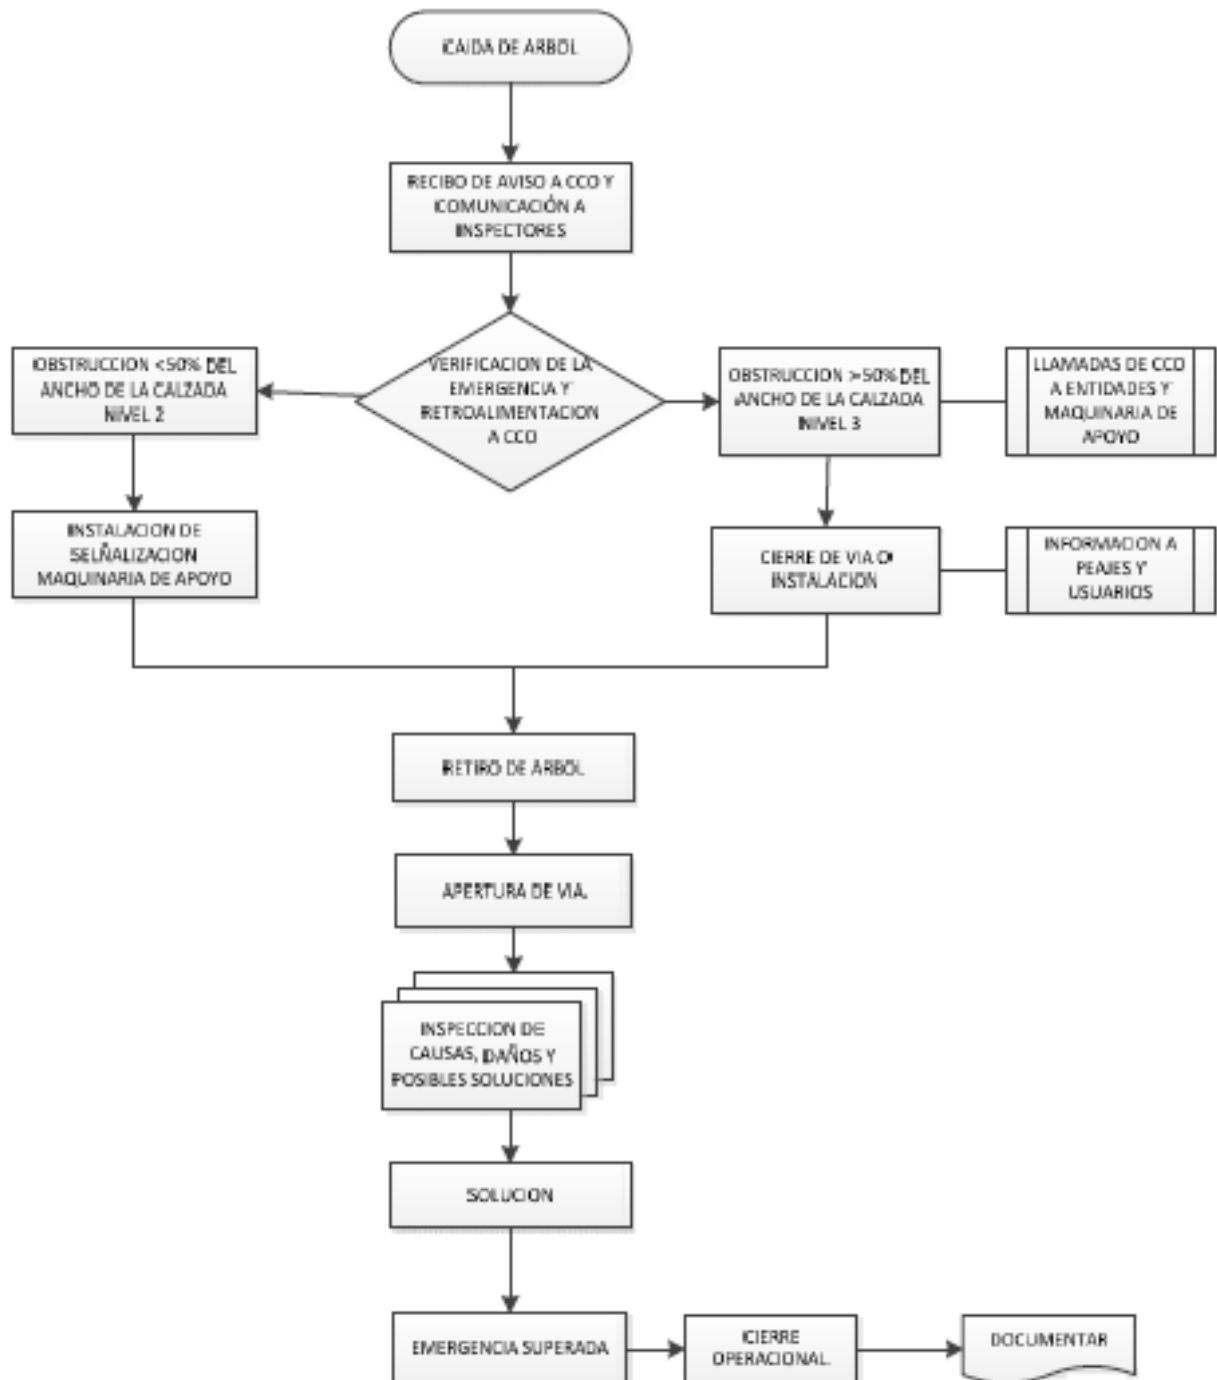 CAIDA DE ARBOL
RECIBO DE AVISO A CCO Y
COMUNICACIÓN A
INSPECTORES
VERIFICACION DE LA
EMERGENCIA Y
RETROALIMENTACION
A CCO
OBSTRUCCION <50% DEL
ANCHO DE LA CALZADA
NIVEL 2
OBSTRUCCION >50% DEL
ANCHO DE LA CALZADA
NIVEL 3
LLAMADAS DE CCO
A ENTIDADES Y
MAQUINARIA DE
APOYO
INSTALACION DE
SELÑALIZACION
MAQUINARIA DE APOYO
CIERRE DE VIA O
INSTALACION
INFORMACION A
PEAJES Y
USUARIOS
RETIRO DE ARBOL
APERTURA DE VIA.
INSPECCION DE
CAUSAS, DAÑOS Y
POSIBLES SOLUCIONES
SOLUCION
EMERGENCIA SUPERADA
CIERRE
OPERACIONAL.
DOCUMENTAR